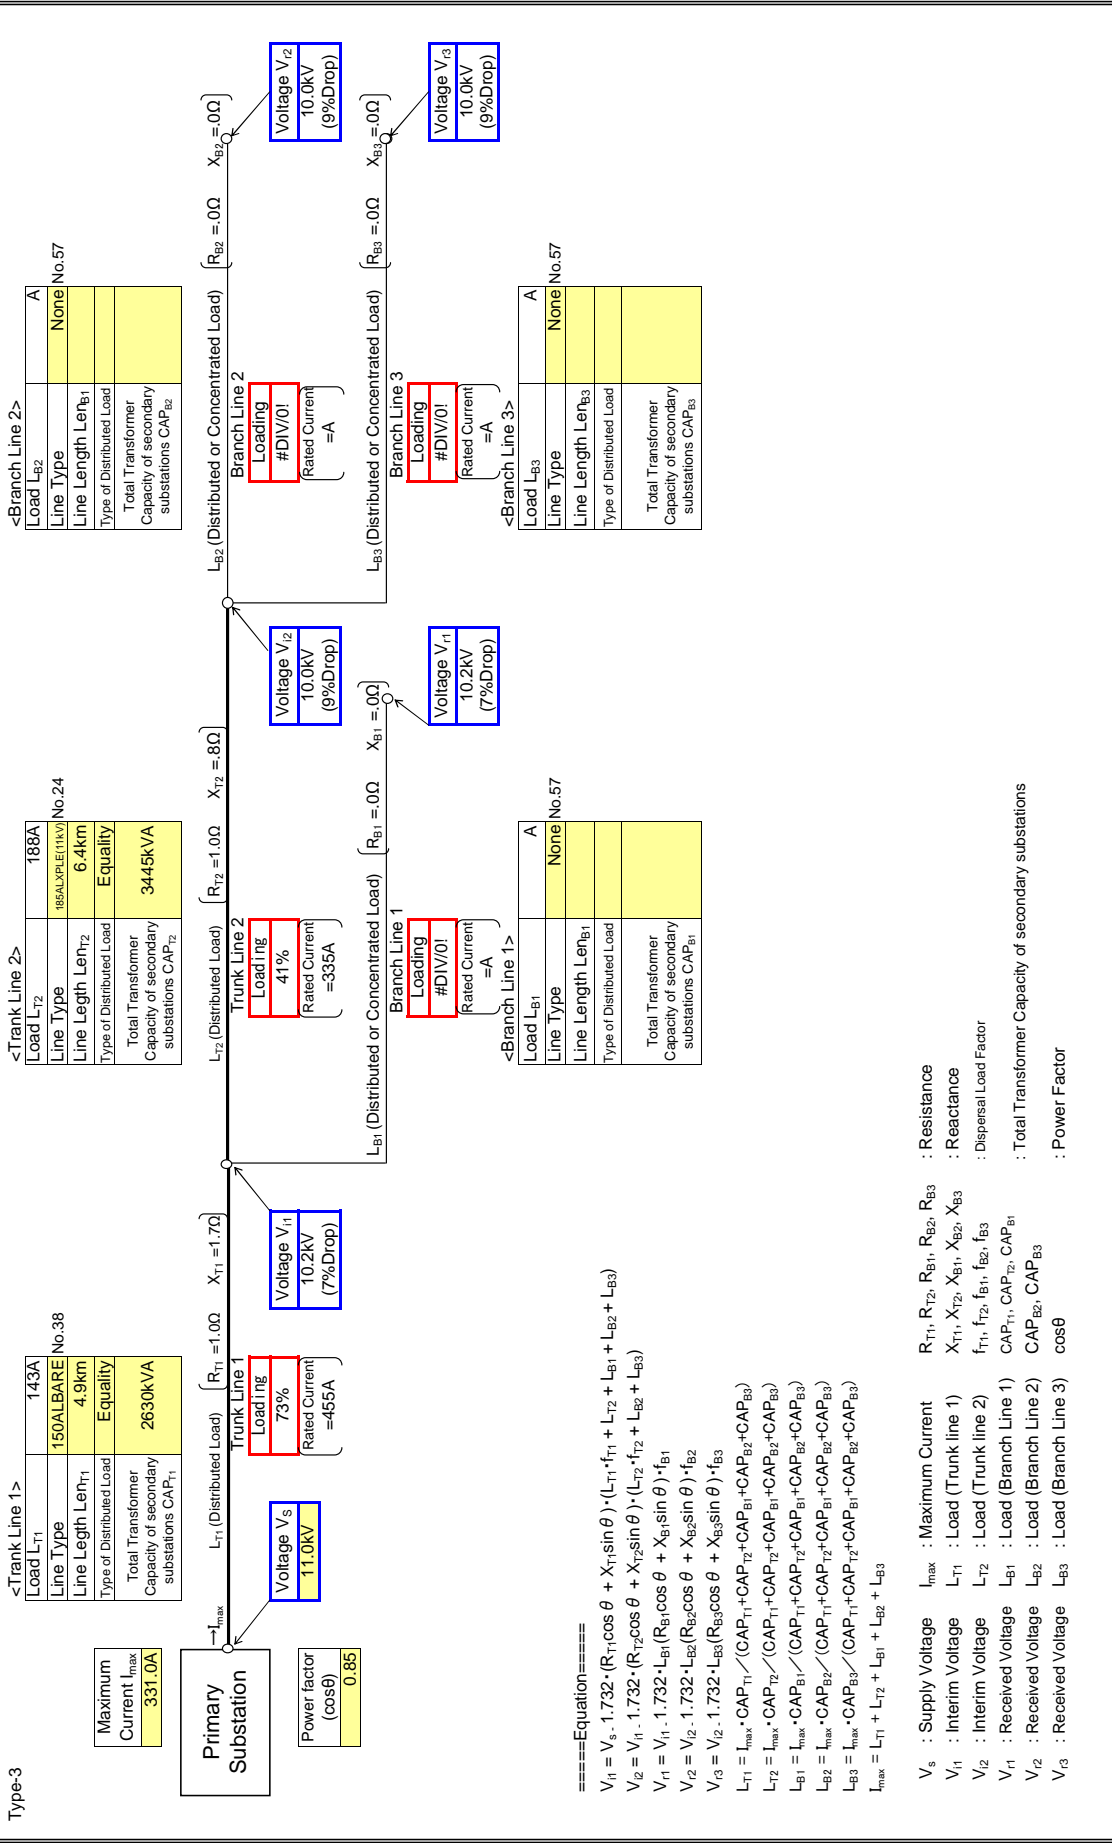 Type-3
Maximum
Current Imax
331.0A
Primary
Substation
→Imax
Power factor
(cosθ)
0.85
Voltage VS
11.0kV
<Trank Line 1>
Load LT1 143A
Line Type 150ALBARE No.38
Line Legth LenT1 4.9km
Type of Distributed Load Equality
Total Transformer
Capacity of secondary
substations CAPT1
2630kVA
LT1 (Distributed Load)
RT1 =1.0Ω XT1 =1.7Ω
Trunk Line 1
Loading
73%
Rated Current
=455A
Voltage Vi1
10.2kV
(7%Drop)
<Trank Line 2>
Load LT2 188A
Line Type 185ALXPLE(11kV) No.24
Line Length LenT2 6.4km
Type of Distributed Load Equality
Total Transformer
Capacity of secondary
substations CAPT2
3445kVA
LT2 (Distributed Load)
RT2 =1.0Ω XT2 =.8Ω
Trunk Line 2
Loading
41%
Rated Current
=335A
Voltage Vi2
10.0kV
(9%Drop)
LB1 (Distributed or Concentrated Load)
RB1 =.0Ω XB1 =.0Ω
Branch Line 1
Loading
#DIV/0!
Rated Current
=A
Voltage Vr1
10.2kV
(7%Drop)
<Branch Line 1>
Load LB1 A
Line Type None No.57
Line Length LenB1
Type of Distributed Load
Total Transformer
Capacity of secondary
substations CAPB1
<Branch Line 2>
Load LB2 A
Line Type None No.57
Line Length LenB1
Type of Distributed Load
Total Transformer
Capacity of secondary
substations CAPB2
LB2 (Distributed or Concentrated Load)
RB2 =.0Ω XB2 =.0Ω
Branch Line 2
Loading
#DIV/0!
Rated Current
=A
Voltage Vr2
10.0kV
(9%Drop)
LB3 (Distributed or Concentrated Load)
RB3 =.0Ω XB3 =.0Ω
Branch Line 3
Loading
#DIV/0!
Rated Current
=A
Voltage Vr3
10.0kV
(9%Drop)
<Branch Line 3>
Load LB3 A
Line Type None No.57
Line Length LenB3
Type of Distributed Load
Total Transformer
Capacity of secondary
substations CAPB3
=====Equation=====
Vi1 = Vs - 1.732・(RT1cos θ + XT1sin θ)・(LT1・fT1 + LT2 + LB1 + LB2 + LB3)
Vi2 = Vi1 - 1.732・(RT2cos θ + XT2sin θ)・(LT2・fT2 + LB2 + LB3)
Vr1 = Vi1 - 1.732・LB1(RB1cos θ + XB1sin θ)・fB1
Vr2 = Vi2 - 1.732・LB2(RB2cos θ + XB2sin θ)・fB2
Vr3 = Vi2 - 1.732・LB3(RB3cos θ + XB3sin θ)・fB3
LT1 = Imax・CAPT1／(CAPT1+CAPT2+CAPB1+CAPB2+CAPB3)
LT2 = Imax・CAPT2／(CAPT1+CAPT2+CAPB1+CAPB2+CAPB3)
LB1 = Imax・CAPB1／(CAPT1+CAPT2+CAPB1+CAPB2+CAPB3)
LB2 = Imax・CAPB2／(CAPT1+CAPT2+CAPB1+CAPB2+CAPB3)
LB3 = Imax・CAPB3／(CAPT1+CAPT2+CAPB1+CAPB2+CAPB3)
Imax = LT1 + LT2 + LB1 + LB2 + LB3
Vs : Supply Voltage Imax : Maximum Current RT1, RT2, RB1, RB2, RB3 : Resistance
Vi1 : Interim Voltage LT1 : Load (Trunk line 1) XT1, XT2, XB1, XB2, XB3 : Reactance
Vi2 : Interim Voltage LT2 : Load (Trunk line 2) fT1, fT2, fB1, fB2, fB3 : Dispersal Load Factor
Vr1 : Received Voltage LB1 : Load (Branch Line 1) CAPT1, CAPT2, CAPB1 : Total Transformer Capacity of secondary substations
Vr2 : Received Voltage LB2 : Load (Branch Line 2) CAPB2, CAPB3
Vr3 : Received Voltage LB3 : Load (Branch Line 3) cosθ : Power Factor